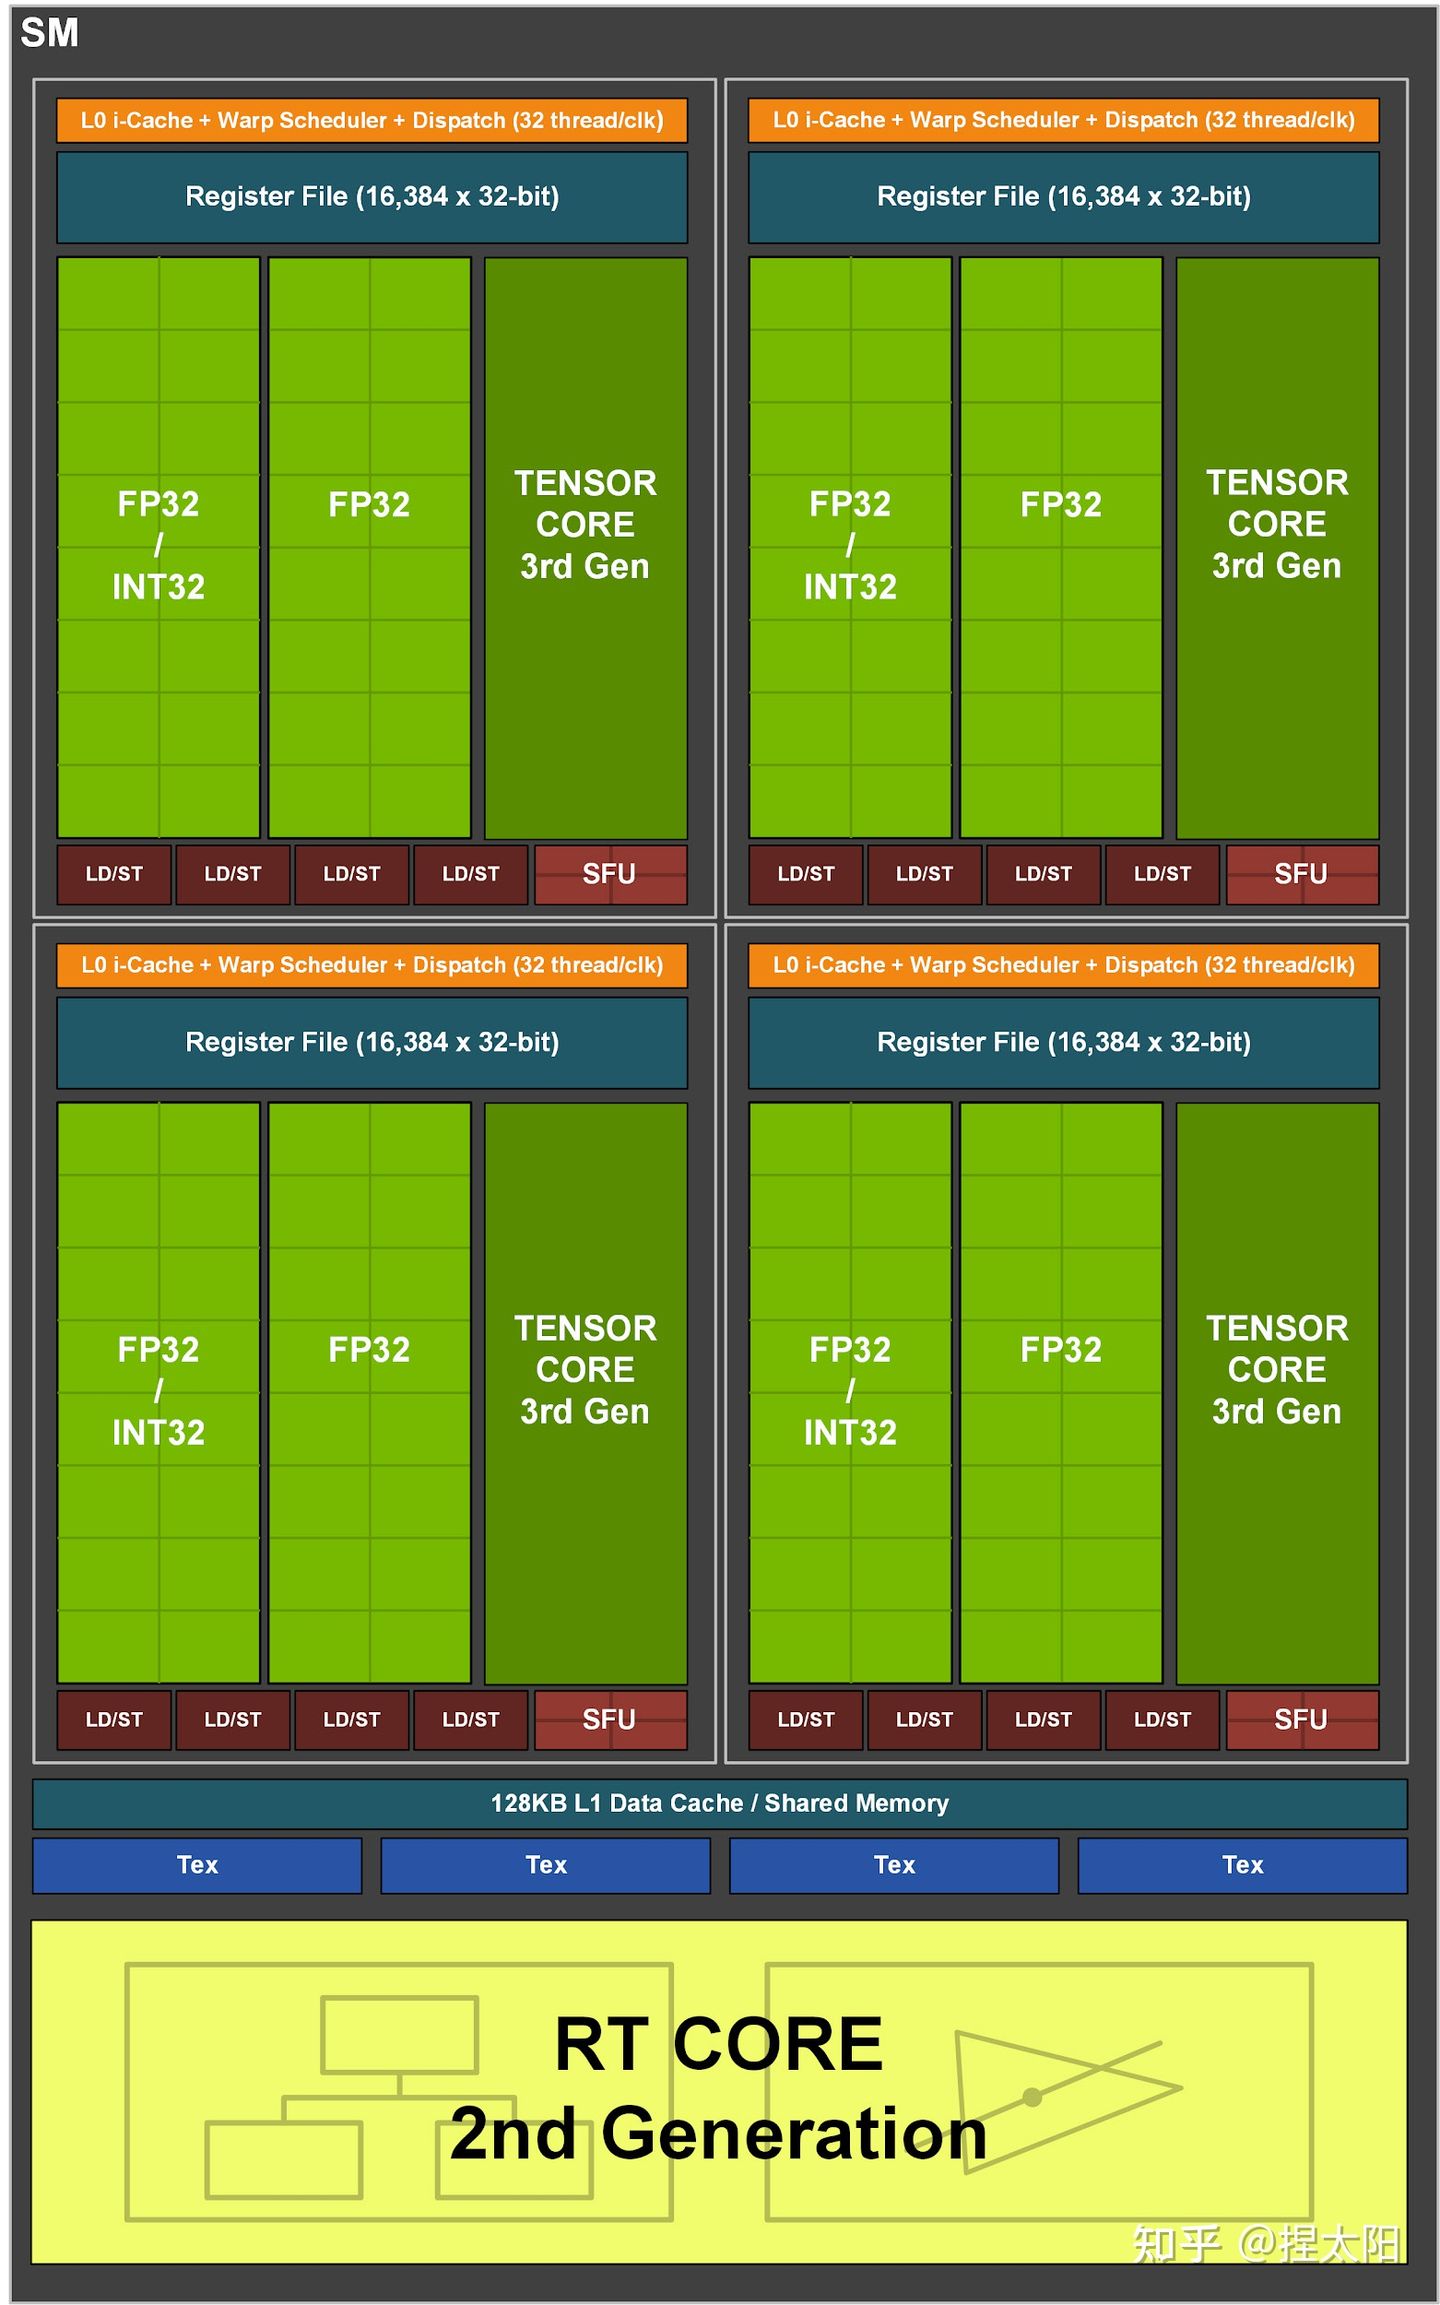 SM
L0 i-Cache + Warp Scheduler + Dispatch (32 thread/clk)
Register File (16,384 x 32-bit)
FP32
/
INT32
FP32
TENSOR
CORE
3rd Gen
LD/ST
LD/ST
LD/ST
LD/ST
SFU
L0 i-Cache + Warp Scheduler + Dispatch (32 thread/clk)
Register File (16,384 x 32-bit)
FP32
/
INT32
FP32
TENSOR
CORE
3rd Gen
LD/ST
LD/ST
LD/ST
LD/ST
SFU
L0 i-Cache + Warp Scheduler + Dispatch (32 thread/clk)
Register File (16,384 x 32-bit)
FP32
/
INT32
FP32
TENSOR
CORE
3rd Gen
LD/ST
LD/ST
LD/ST
LD/ST
SFU
L0 i-Cache + Warp Scheduler + Dispatch (32 thread/clk)
Register File (16,384 x 32-bit)
FP32
/
INT32
FP32
TENSOR
CORE
3rd Gen
LD/ST
LD/ST
LD/ST
LD/ST
SFU
128KB L1 Data Cache / Shared Memory
Tex
Tex
Tex
Tex
RT CORE
2nd Generation
知乎 @捏太阳